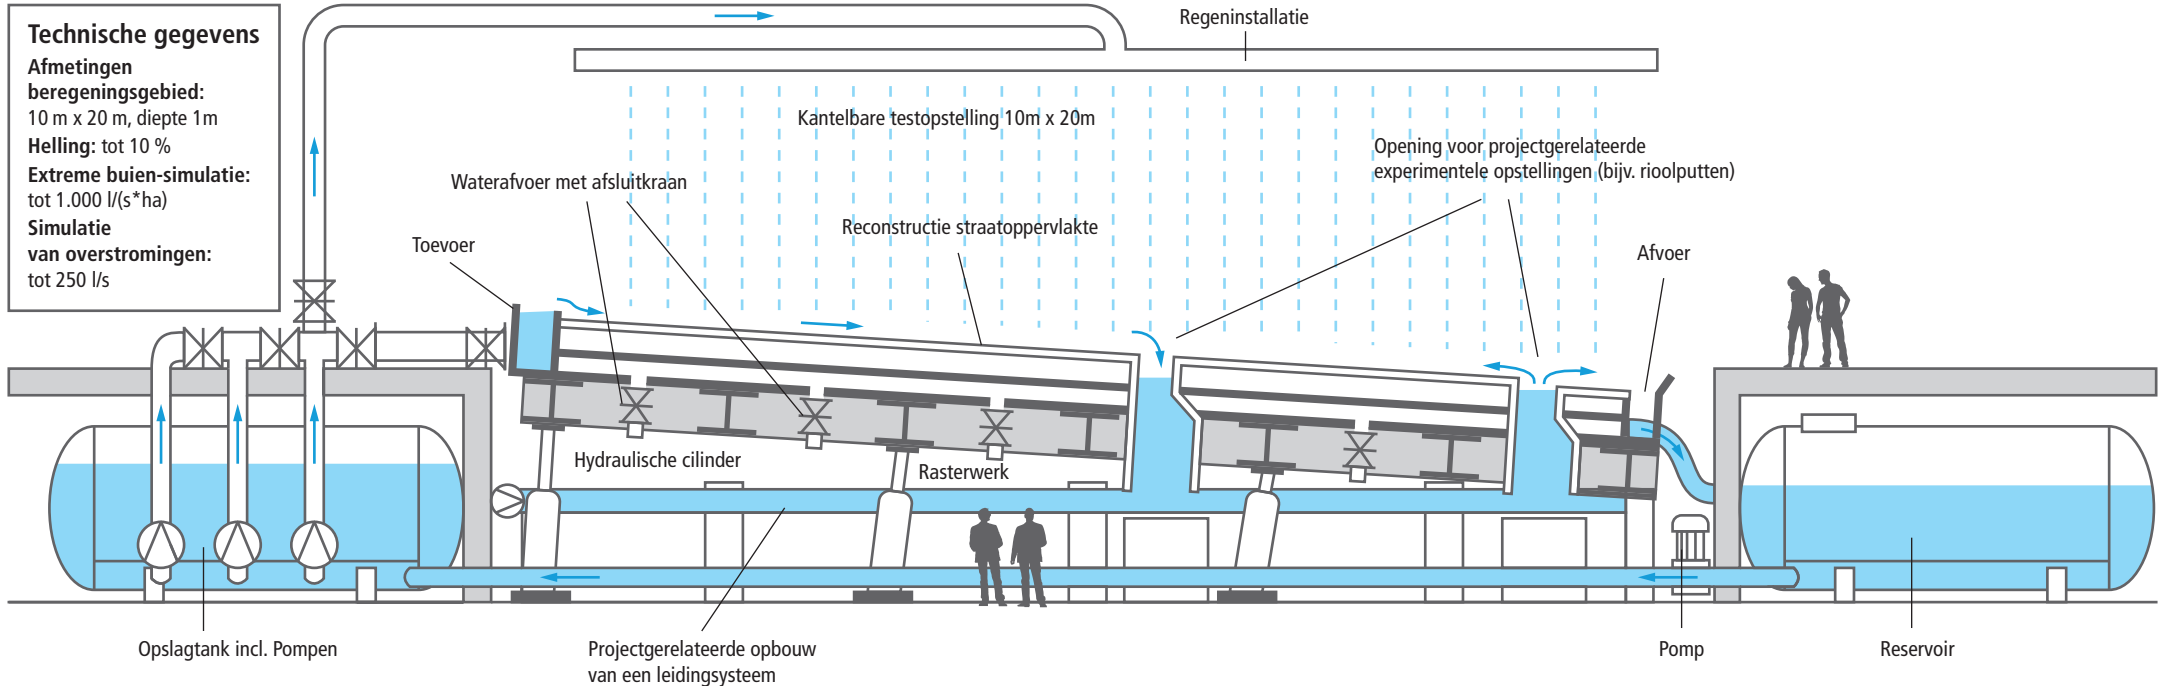 Technische gegevens
Afmetingen
beregeningsgebied:
10 m x 20 m, diepte 1m
Helling: tot 10 %
Extreme buien-simulatie:
tot 1.000 l/(s*ha)
Simulatie
van overstromingen:
tot 250 l/s
Regeninstallatie
Kantelbare testopstelling 10m x 20m
Opening voor projectgerelateerde
experimentele opstellingen (bijv. rioolputten)
Waterafvoer met afsluitkraan
Reconstructie straatoppervlakte
Toevoer
Afvoer
Hydraulische cilinder
Rasterwerk
Opslagtank incl. Pompen
Projectgerelateerde opbouw
van een leidingsysteem
Pomp
Reservoir